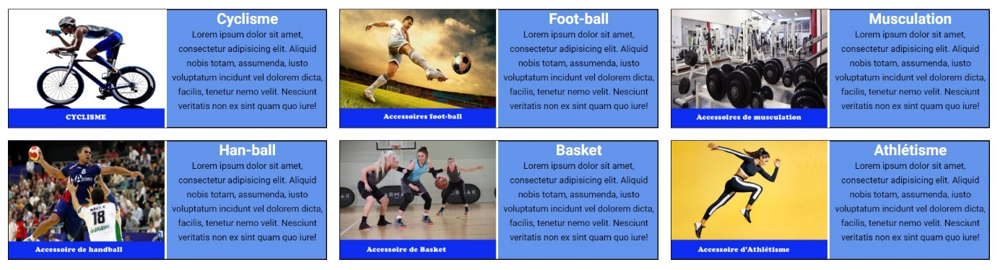 Cyclisme
Lorem ipsum dolor sit amet,
consectetur adipisicing elit. Aliquid
nobis totam, assumenda, iusto
voluptatum incidunt vel dolorem dicta,
facilis, tenetur nemo velit. Nesciunt
veritatis non ex sint quam quo iure!
CYCLISME
Foot-ball
Lorem ipsum dolor sit amet,
consectetur adipisicing elit. Aliquid
nobis totam, assumenda, iusto
voluptatum incidunt vel dolorem dicta,
facilis, tenetur nemo velit. Nesciunt
veritatis non ex sint quam quo iure!
Accessoires foot-ball
Musculation
Lorem ipsum dolor sit amet,
consectetur adipisicing elit. Aliquid
nobis totam, assumenda, iusto
voluptatum incidunt vel dolorem dicta,
facilis, tenetur nemo velit. Nesciunt
veritatis non ex sint quam quo iure!
Accessoires de musculation
Han-ball
Lorem ipsum dolor sit amet,
consectetur adipisicing elit. Aliquid
nobis totam, assumenda, iusto
voluptatum incidunt vel dolorem dicta,
facilis, tenetur nemo velit. Nesciunt
veritatis non ex sint quam quo iure!
8
18
Accessoire de handball
Basket
Lorem ipsum dolor sit amet,
consectetur adipisicing elit. Aliquid
nobis totam, assumenda, iusto
voluptatum incidunt vel dolorem dicta,
facilis, tenetur nemo velit. Nesciunt
veritatis non ex sint quam quo iure!
Accessoire de Basket
Athlétisme
Lorem ipsum dolor sit amet,
consectetur adipisicing elit. Aliquid
nobis totam, assumenda, iusto
voluptatum incidunt vel dolorem dicta,
facilis, tenetur nemo velit. Nesciunt
veritatis non ex sint quam quo iure!
Accessoire d'Athlétisme